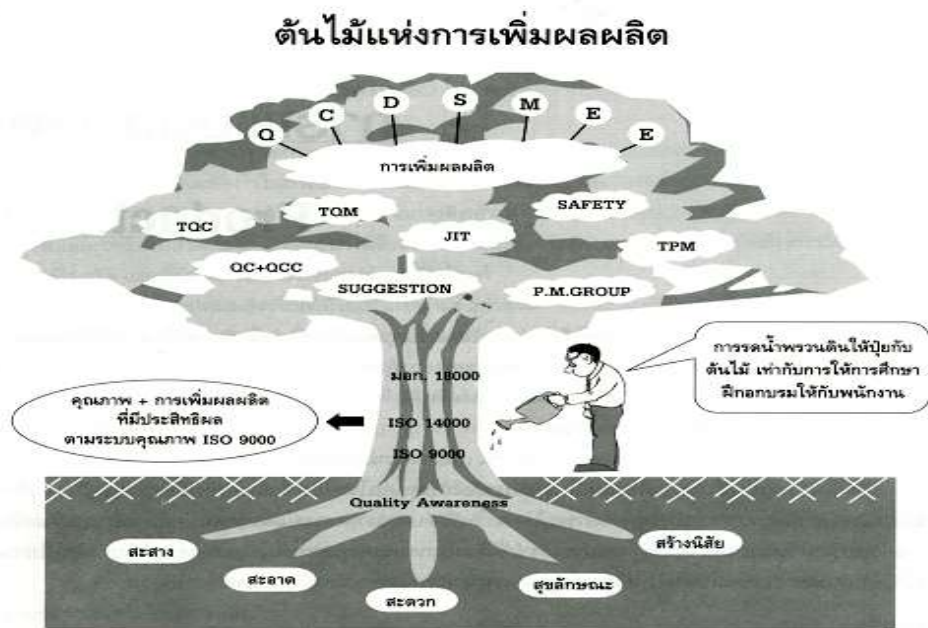 ต้นไม้แห่งการเพิ่มผลผลิต
Q C D S M E E
การเพิ่มผลผลิต
TQC
TQM
JIT
SAFETY
TPM
QC+QCC
SUGGESTION
P.M.GROUP
การรดน้ำพรวนดินให้ปุ๋ยกับ
ต้นไม้ เท่ากับการให้การศึกษา
ฝึกอกบรมให้กับพนักงาน
มอก. 18000
คุณภาพ + การเพิ่มผลผลิต
ที่มีประสิทธิผล
ตามระบบคุณภาพ ISO 9000
ISO 14000
ISO 9000
Quality Awareness
สะสาง
สะอาด
สะดวก
สุขลักษณะ
สร้างนิสัย